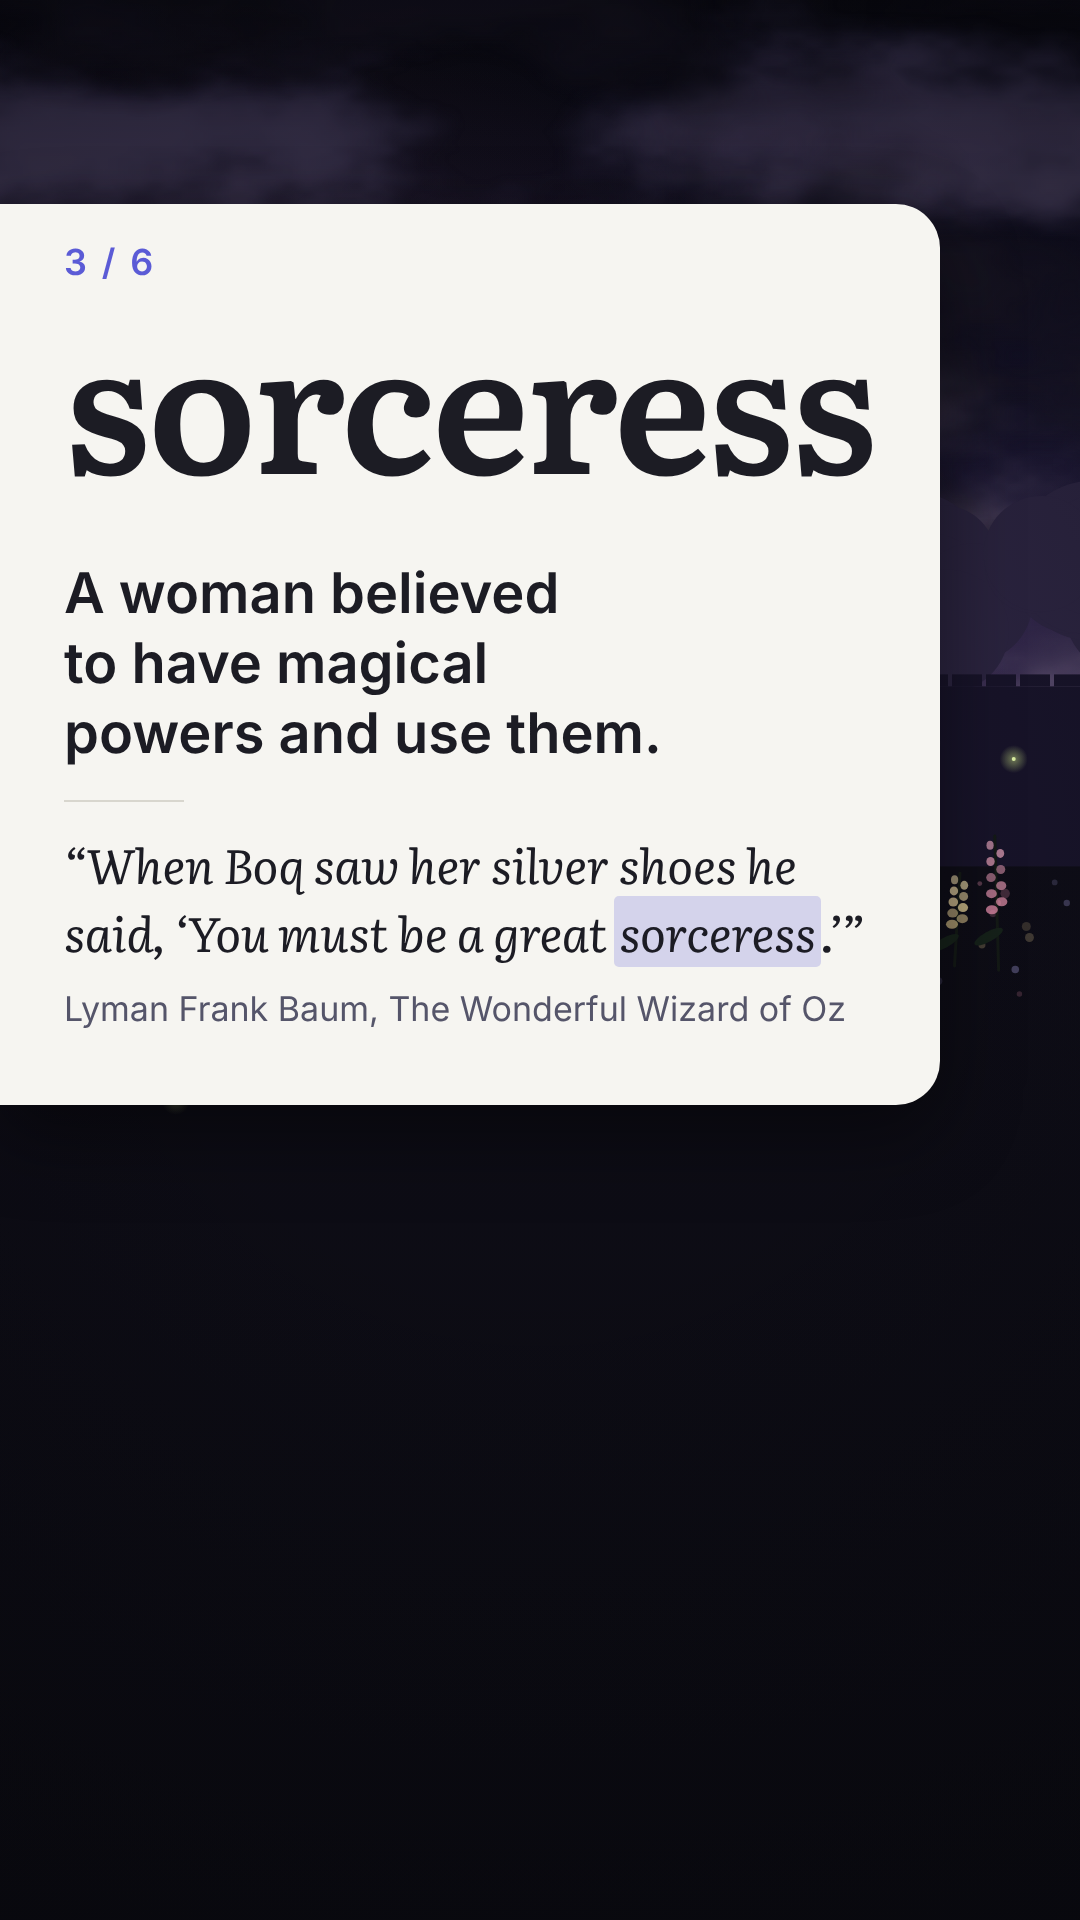 3 / 6
sorceress
A woman believed
to have magical
powers and use them.
“When Boq saw her silver shoes he
said, ‘You must be a great sorceress.’”
Lyman Frank Baum, The Wonderful Wizard of Oz